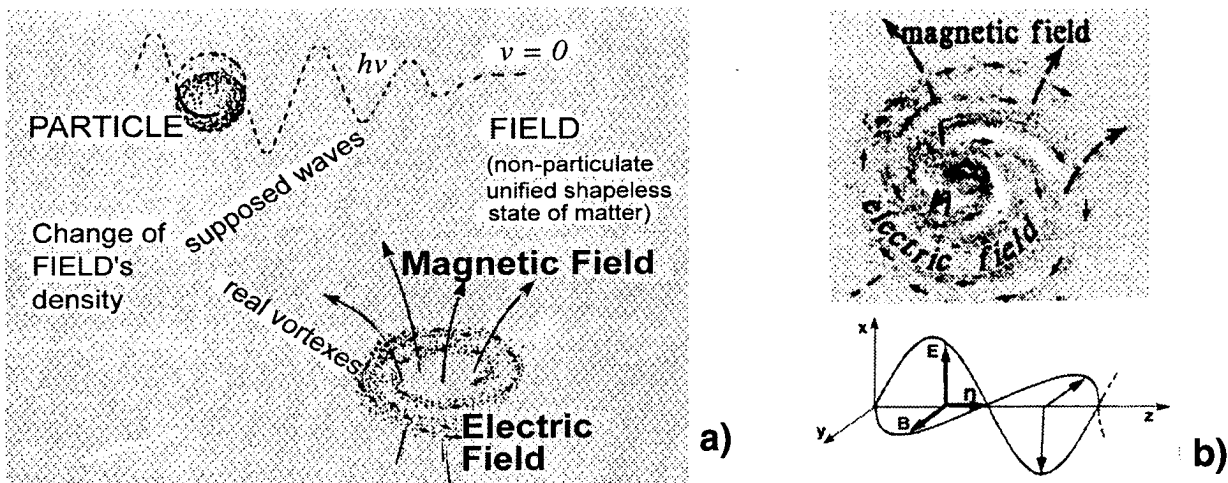 hν
ν = 0
PARTICLE
FIELD
(non-particulate
unified shapeless
state of matter)
supposed waves
Change of
FIELD's
density
real vortexes
Magnetic Field
Electric
Field
a)
magnetic field
electric field
x
E
n
B
y
z
b)